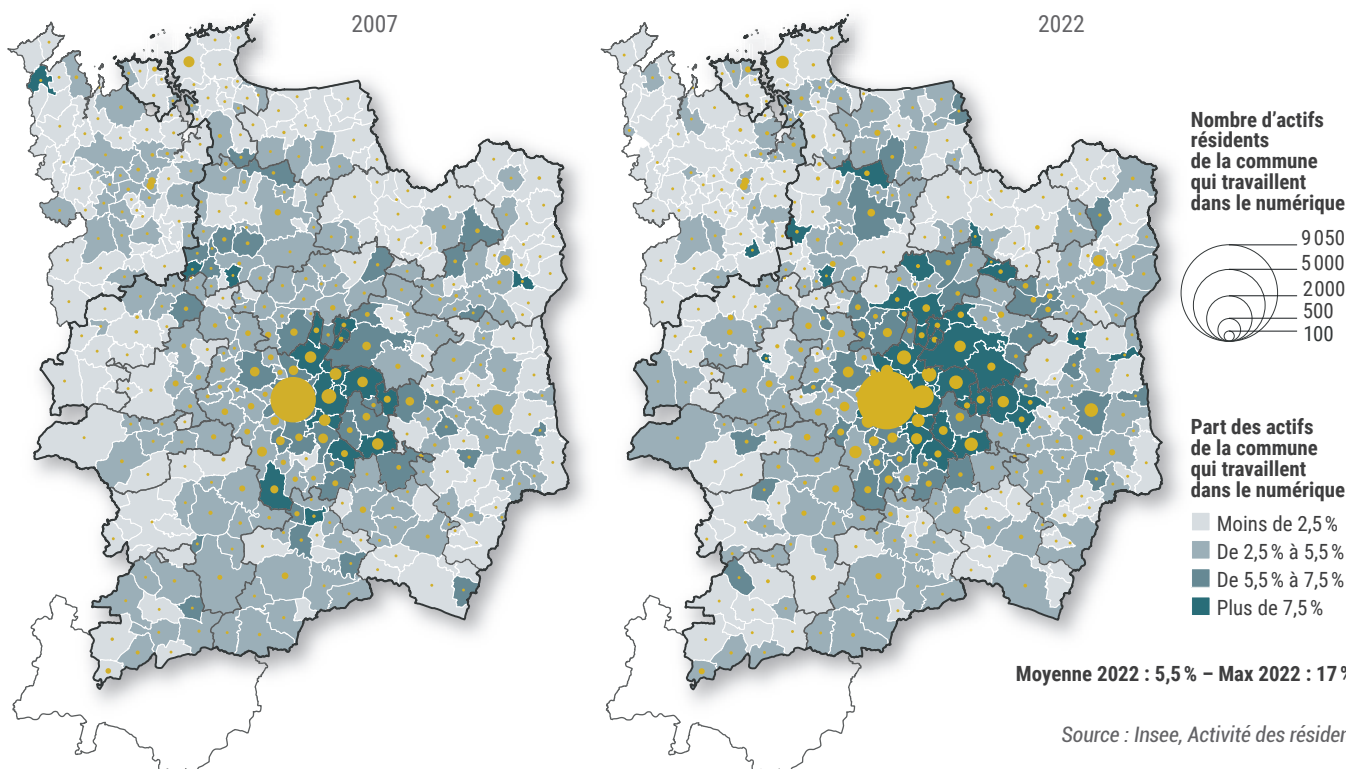 2007
2022
Nombre d'actifs
résidents
de la commune
qui travaillent
dans le numérique
9 050
5 000
2000
500
100
Part des actifs
de la commune
qui travaillent
dans le numérique
Moins de 2,5 %
De 2,5 % à 5,5 %
De 5,5 % à 7,5 %
Plus de 7,5 %
Moyenne 2022 : 5,5 % – Max 2022 : 17 %
Source : Insee, Activité des résiden